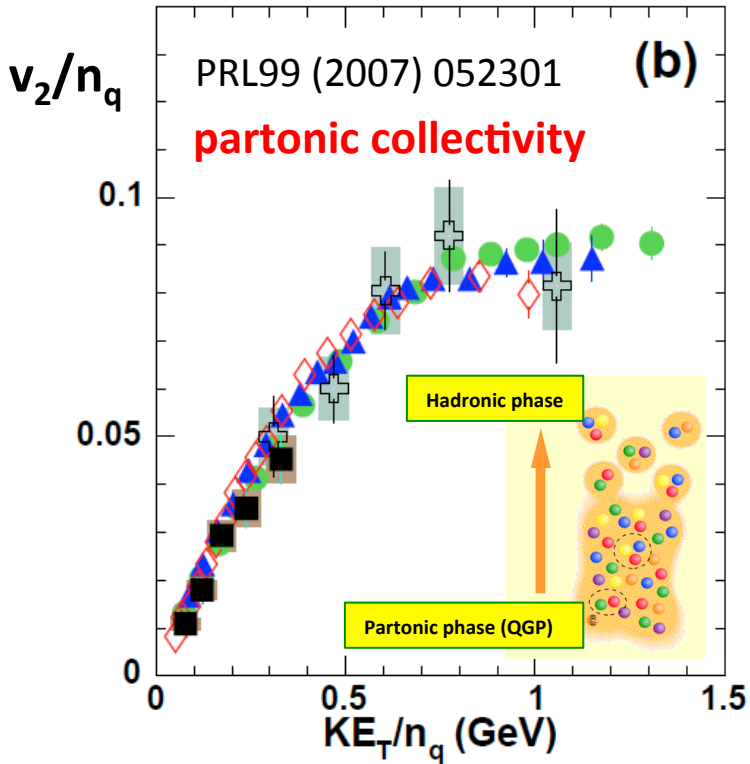 v2/nq
PRL99 (2007) 052301
(b)
partonic collectivity
0.1
0.05
0
Hadronic phase
Partonic phase (QGP)
0
0.5
1
1.5
KET/nq (GeV)